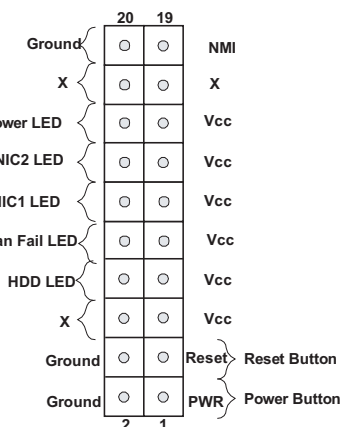 20 19
Ground NMI
X X
ower LED Vcc
NIC2 LED Vcc
NIC1 LED Vcc
an Fail LED Vcc
HDD LED Vcc
X Vcc
Ground Reset Reset Button
Ground PWR Power Button
2 1